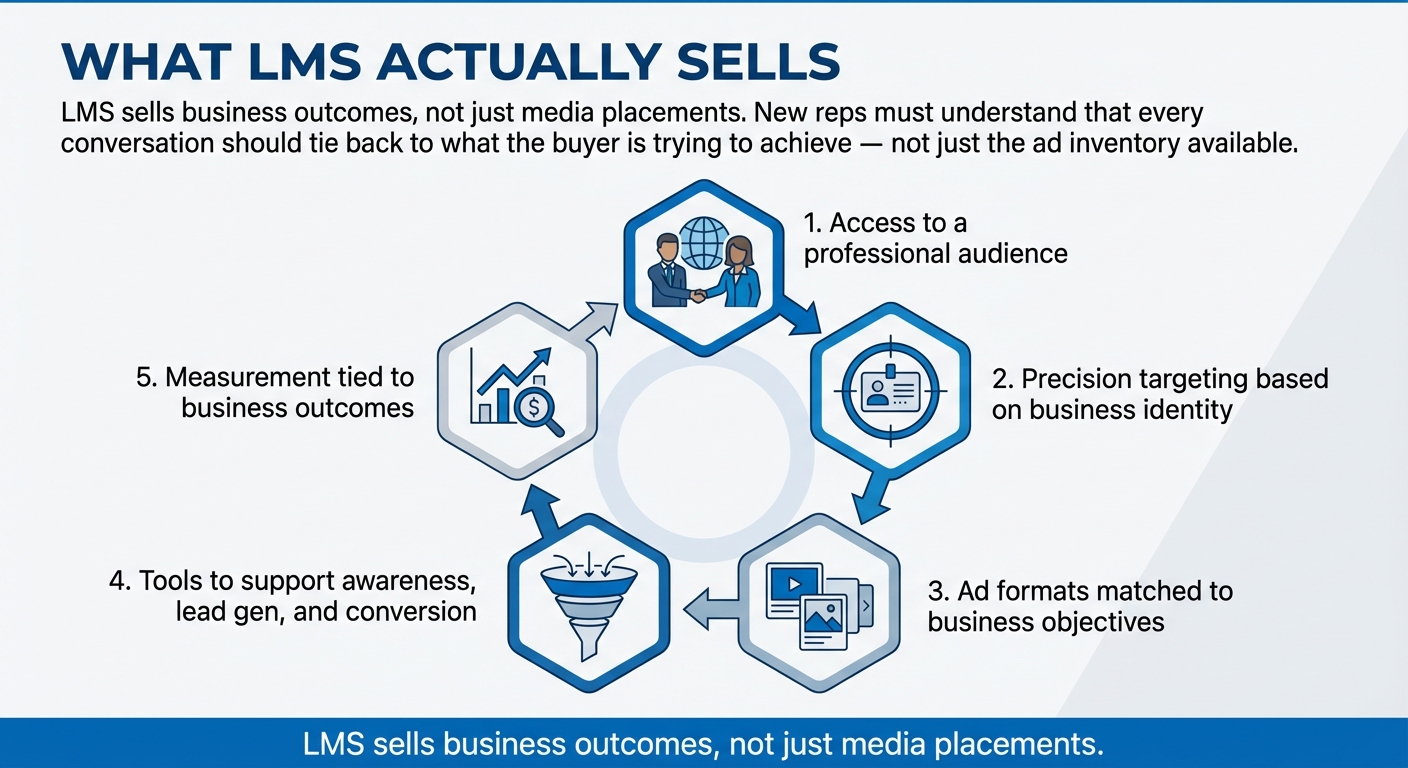 WHAT LMS ACTUALLY SELLS
LMS sells business outcomes, not just media placements. New reps must understand that every
conversation should tie back to what the buyer is trying to achieve — not just the ad inventory available.
1. Access to a
professional audience
2. Precision targeting based
on business identity
3. Ad formats matched to
business objectives
4. Tools to support awareness,
lead gen, and conversion
5. Measurement tied to
business outcomes
$
LMS sells business outcomes, not just media placements.